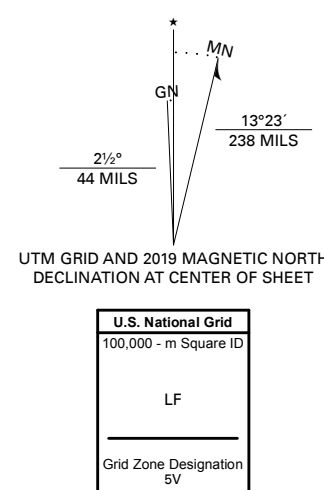 ★
MN
GN
13°23´
238 MILS
2½°
44 MILS
UTM GRID AND 2019 MAGNETIC NORTH
DECLINATION AT CENTER OF SHEET
U.S. National Grid
100,000 - m Square ID
LF
Grid Zone Designation
5V